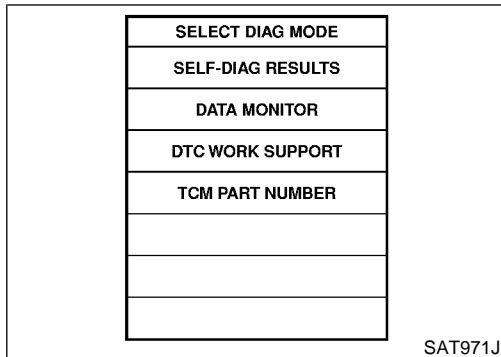 SELECT DIAG MODE
SELF-DIAG RESULTS
DATA MONITOR
DTC WORK SUPPORT
TCM PART NUMBER
SAT971J